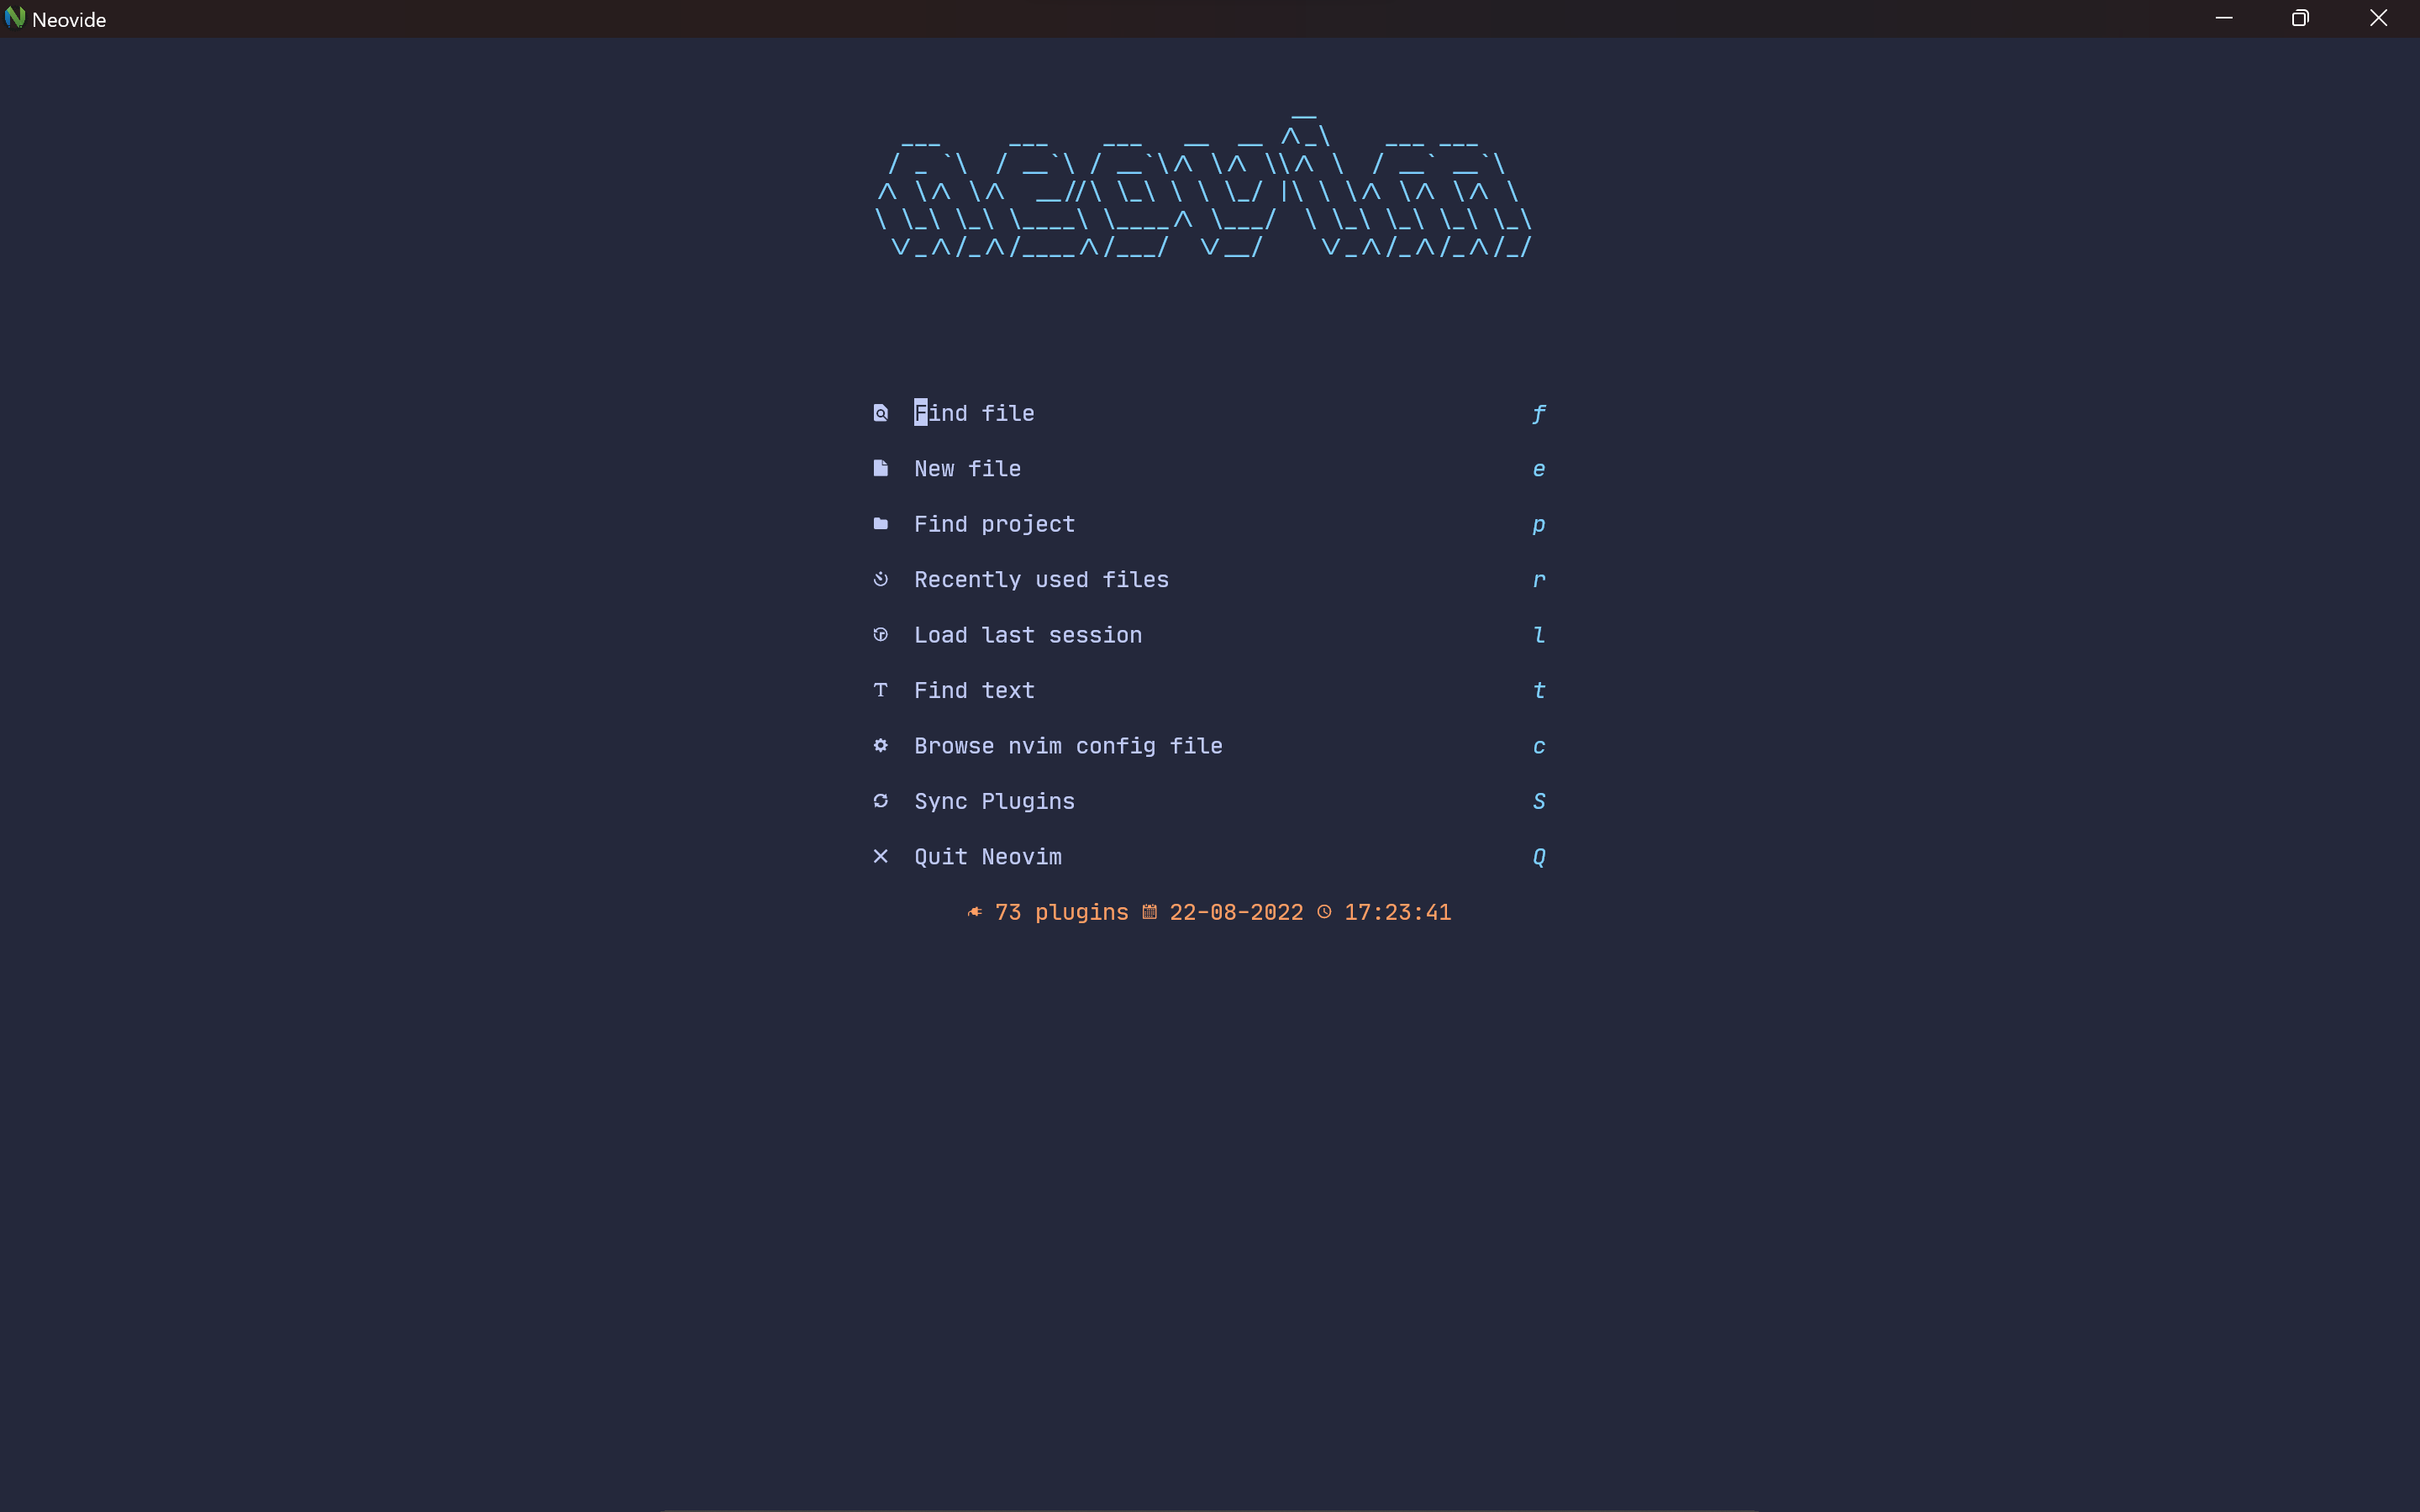 Neovide
neovim
Find file f
New file e
Find project p
Recently used files r
Load last session l
Find text t
Browse nvim config file c
Sync Plugins S
Quit Neovim Q
73 plugins 22-08-2022 17:23:41